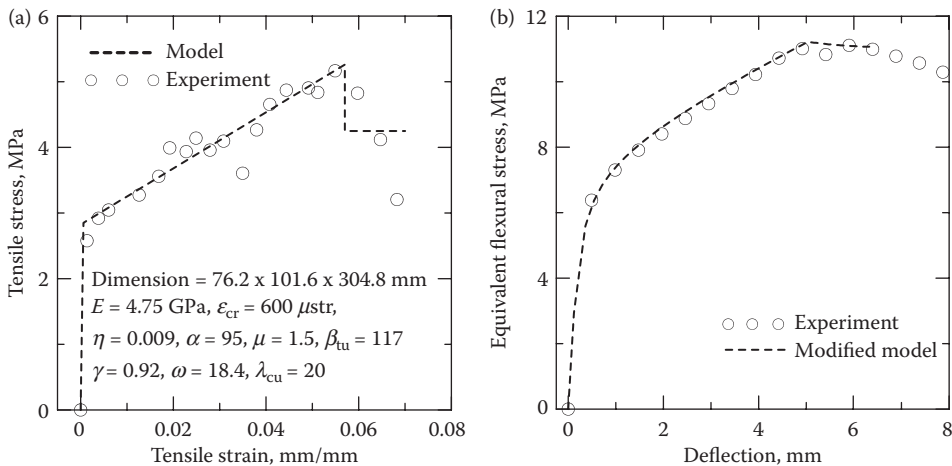 (a)
6
4
2
0
Tensile stress, MPa
Model
Experiment
Dimension = 76.2 x 101.6 x 304.8 mm
E = 4.75 GPa, εcr = 600 μstr,
η = 0.009, α = 95, μ = 1.5, βtu = 117
γ = 0.92, ω = 18.4, λcu = 20
0 0.02 0.04 0.06 0.08
Tensile strain, mm/mm
(b)
12
8
4
0
Equivalent flexural stress, MPa
Experiment
Modified model
0 2 4 6 8
Deflection, mm